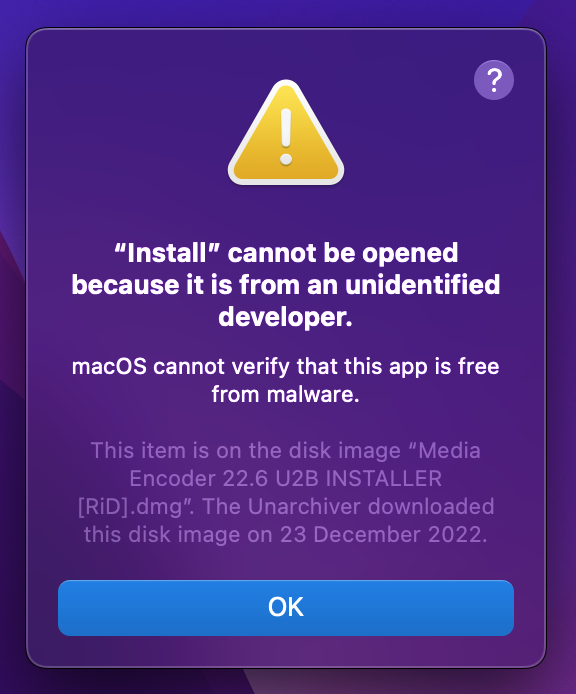 ?
“Install” cannot be opened
because it is from an unidentified
developer.
macOS cannot verify that this app is free
from malware.
This item is on the disk image “Media
Encoder 22.6 U2B INSTALLER
[RiD].dmg”. The Unarchiver downloaded
this disk image on 23 December 2022.
OK